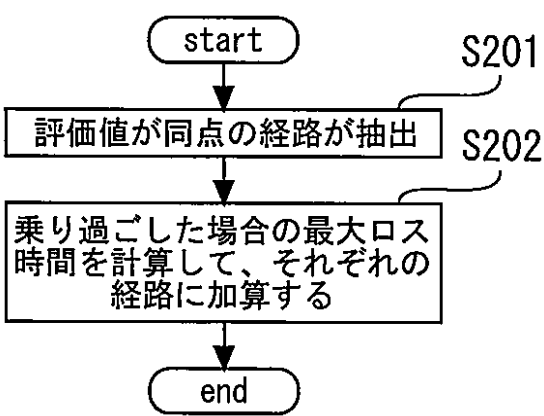 start
S201
評価値が同点の経路が抽出
S202
乗り過ごした場合の最大ロス
時間を計算して、それぞれの
経路に加算する
end